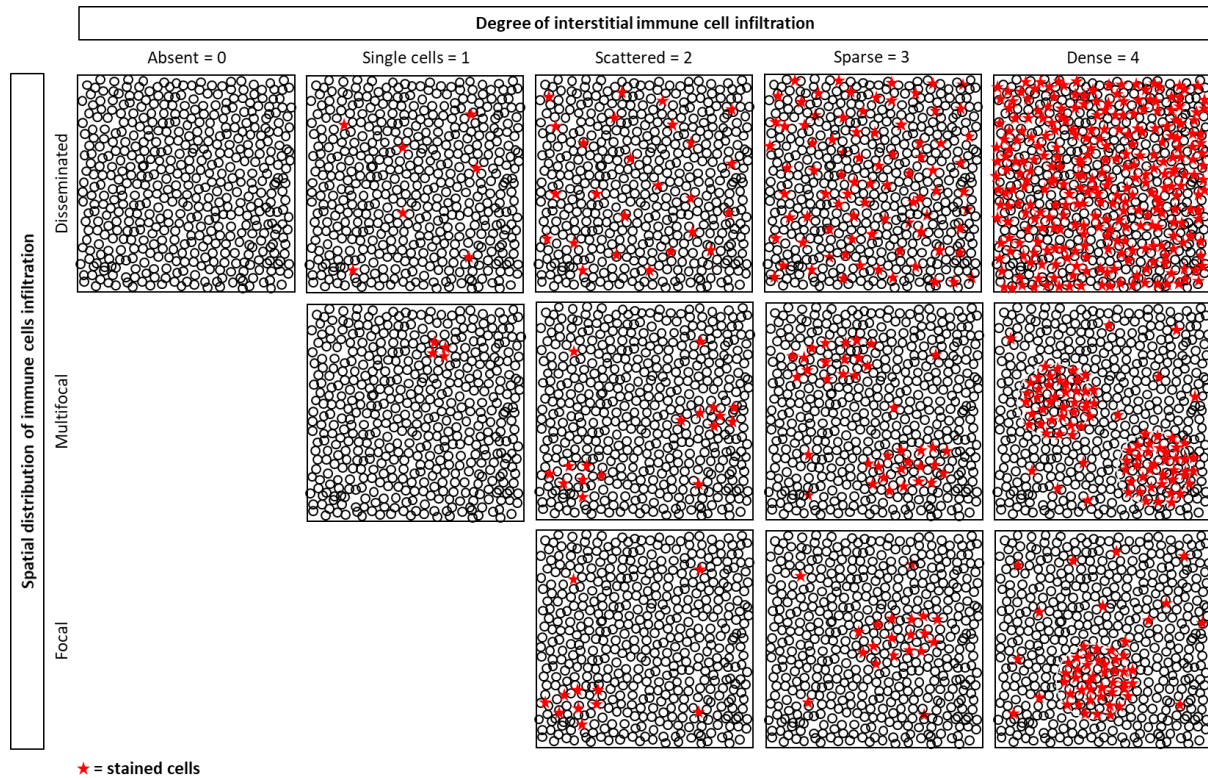 Degree of interstitial immune cell infiltration
Absent = 0
Single cells = 1
Scattered = 2
Sparse = 3
Dense = 4
Spatial distribution of immune cells infiltration
Disseminated
Multifocal
Focal
= stained cells